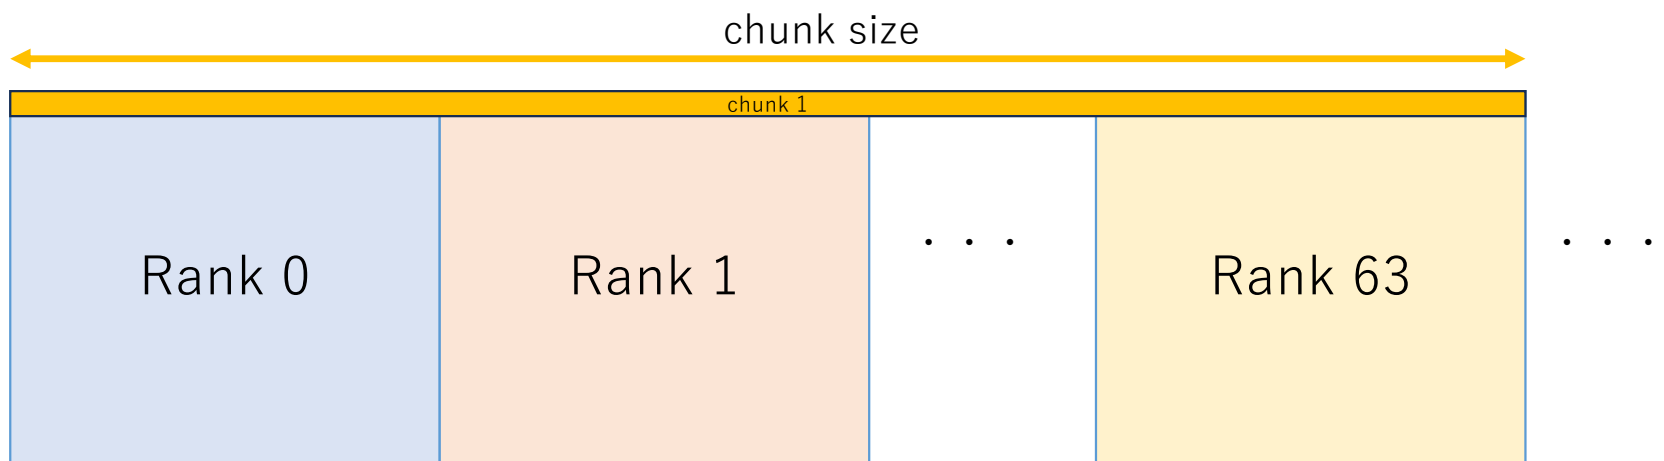 chunk size
chunk 1
Rank 0
Rank 1
· · ·
Rank 63
· · ·